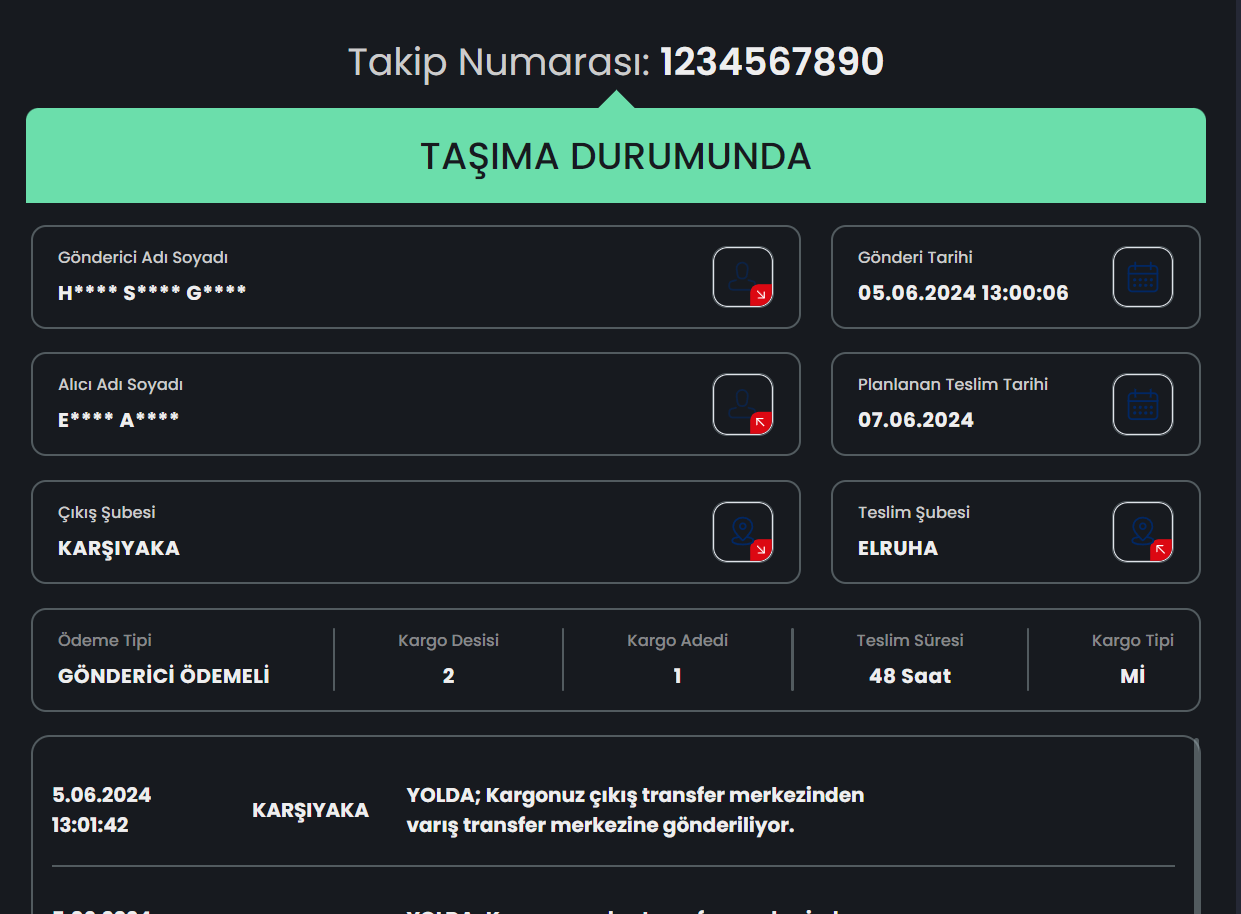 Takip Numarası: 1234567890
TAŞIMA DURUMUNDA
Gönderici Adı Soyadı
H**** S**** G****
Gönderi Tarihi
05.06.2024 13:00:06
Alıcı Adı Soyadı
E**** A****
Planlanan Teslim Tarihi
07.06.2024
Çıkış Şubesi
KARŞIYAKA
Teslim Şubesi
ELRUHA
Ödeme Tipi
GÖNDERİCİ ÖDEMELİ
Kargo Desisi
2
Kargo Adedi
1
Teslim Süresi
48 Saat
Kargo Tipi
Mİ
5.06.2024
13:01:42
KARŞIYAKA
YOLDA; Kargonuz çıkış transfer merkezinden
varış transfer merkezine gönderiliyor.